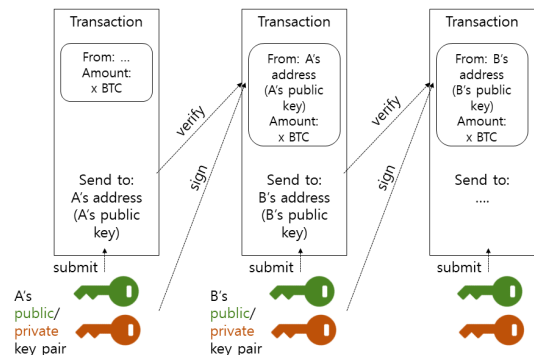 Transaction
From: ...
Amount:
x BTC
Send to:
A's address
(A's public
key)
submit
A's
public/
private
key pair
verify
sign
Transaction
From: A's
address
(A's public
key)
Amount:
x BTC
Send to:
B's address
(B's public
key)
submit
B's
public/
private
key pair
verify
sign
Transaction
From: B's
address
(B's public
key)
Amount:
x BTC
Send to:
....
submit